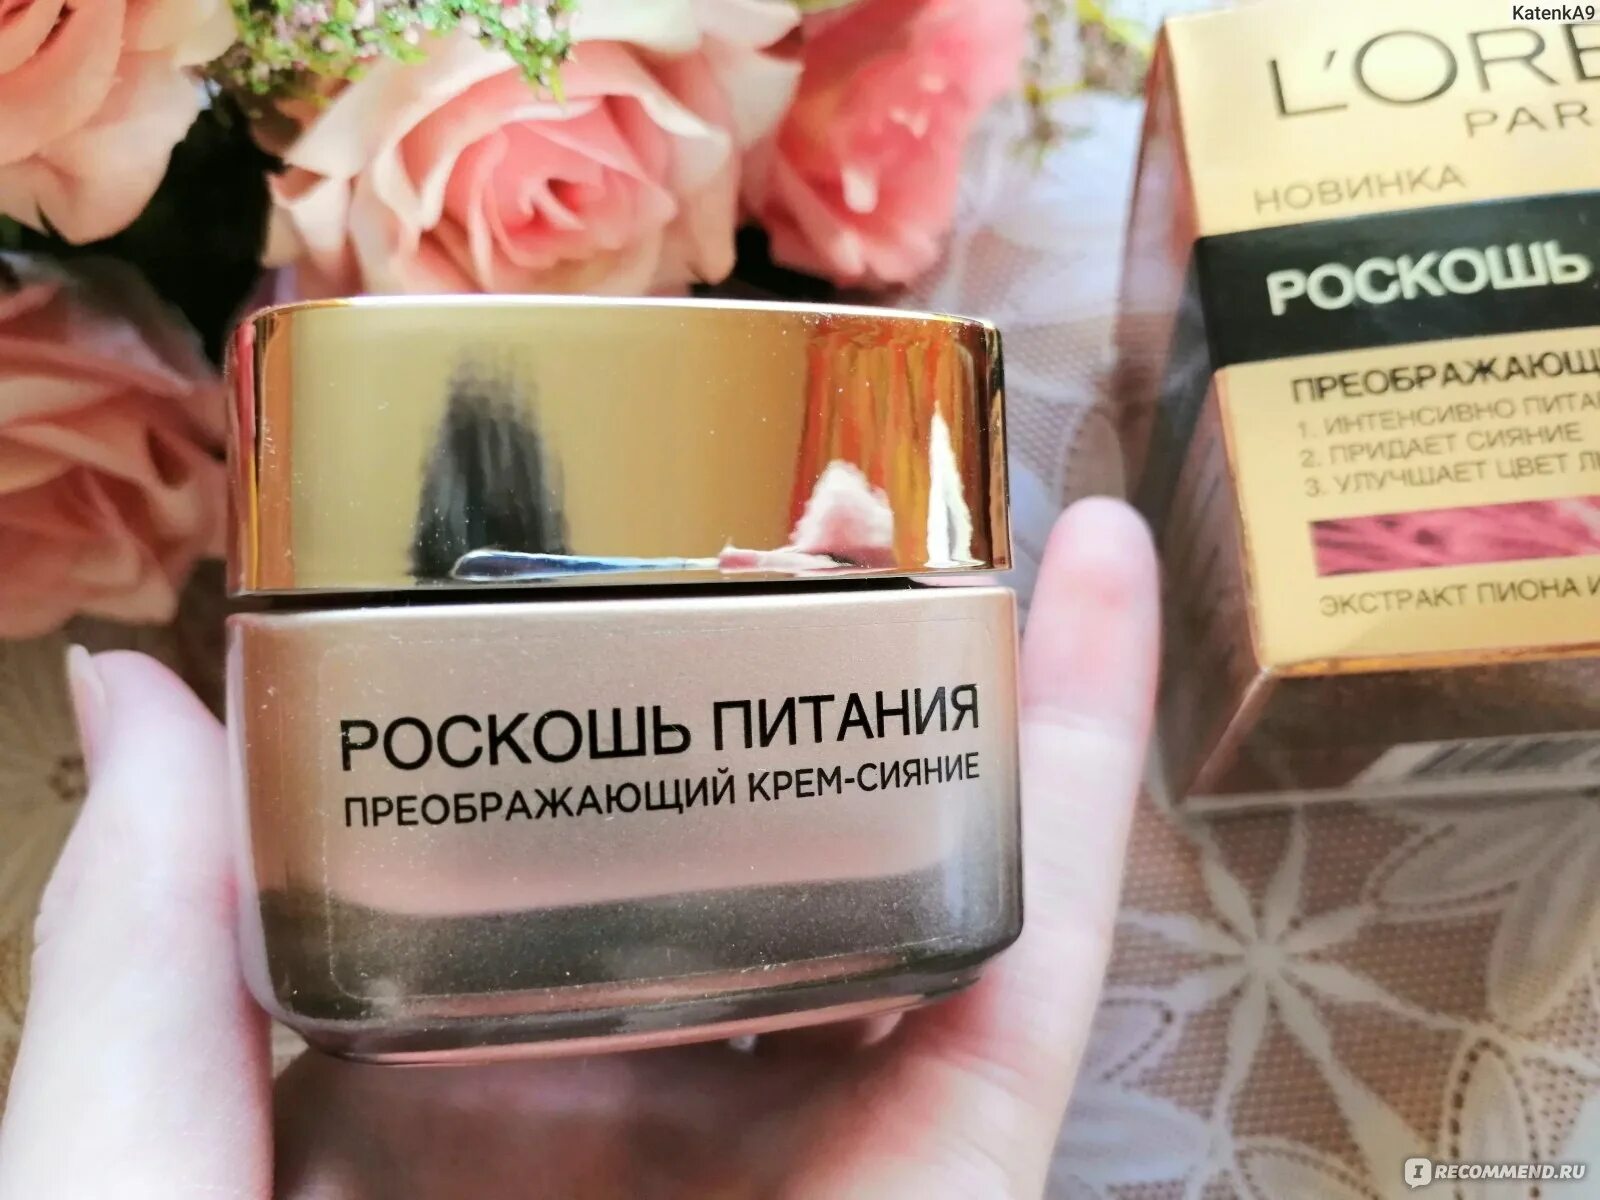 KatenkA9
L'ORE
PAR
НОВИНКА
РОСКОШЬ
ПРЕОБРАЖАЮЩ
1. ИНТЕНСИВНО ПИТА
2. ПРИДАЕТ СИЯНИЕ
3. УЛУЧШАЕТ ЦВЕТ Л
ЭКСТРАКТ ПИОНА И
РОСКОШЬ ПИТАНИЯ
ПРЕОБРАЖАЮЩИЙ КРЕМ-СИЯНИЕ
IRECOMMEND.RU